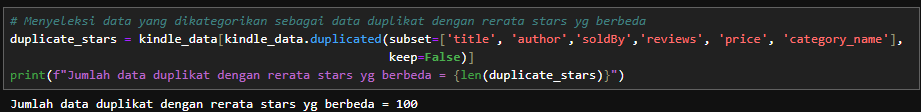 # Menyeleksi data yang dikategorikan sebagai data duplikat dengan rerata stars yg berbeda
duplicate_stars = kindle_data[kindle_data.duplicated(subset=['title', 'author','soldBy','reviews', 'price', 'category_name'],
keep=False)]
print(f"Jumlah data duplikat dengan rerata stars yg berbeda = {len(duplicate_stars)}")
Jumlah data duplikat dengan rerata stars yg berbeda = 100